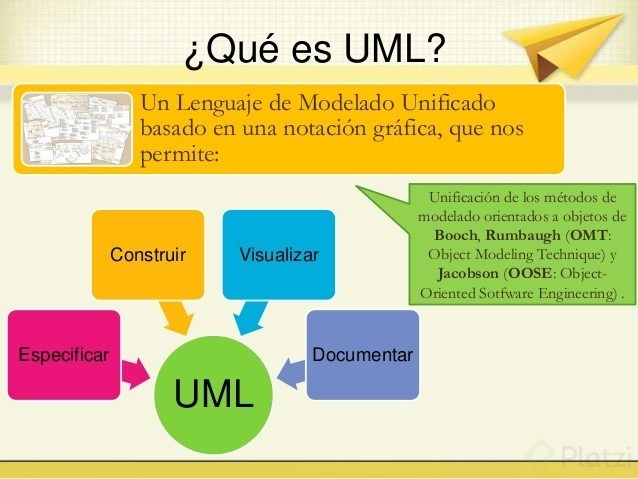 ¿Qué es UML?
Un Lenguaje de Modelado Unificado
basado en una notación gráfica, que nos
permite:
Unificación de los métodos de
modelado orientados a objetos de
Booch, Rumbaugh (OMT:
Object Modeling Technique) y
Jacobson (OOSE: Object-
Oriented Sotfware Engineering) .
Construir
Visualizar
Especificar
Documentar
UML
Platzi